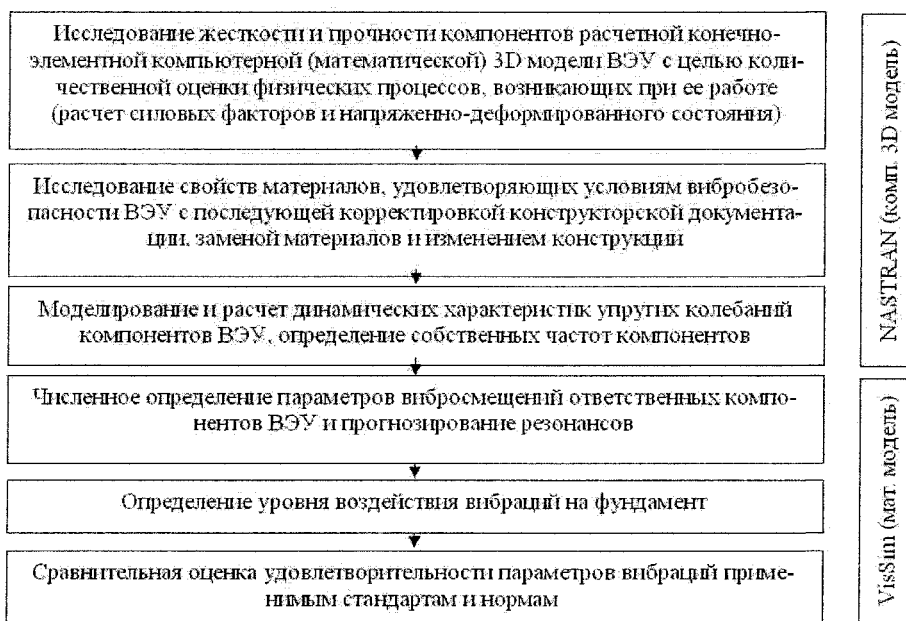 Исследование жесткости и прочности компонентов расчетной конечно-
элементной компьютерной (математической) 3D модели ВЭУ с целью коли-
чественной оценки физических процессов, возникающих при ее работе
(расчет силовых факторов и напряженно-деформированного состояния)
Исследование свойств материалов, удовлетворяющих условиям вибробезо-
пасности ВЭУ с последующей корректировкой конструкторской документа-
ции, заменой материалов и изменением конструкции
Моделирование и расчет динамических характеристик упругих колебаний
компонентов ВЭУ, определение собственных частот компонентов
Численное определение параметров вибросмещений ответственных компо-
нентов ВЭУ и прогнозирование резонансов
Определение уровня воздействия вибраций на фундамент
Сравнительная оценка удовлетворительности параметров вибраций приме-
нимым стандартам и нормам
NASTRAN (комп. 3D модель)
VisSim (мат. модель)